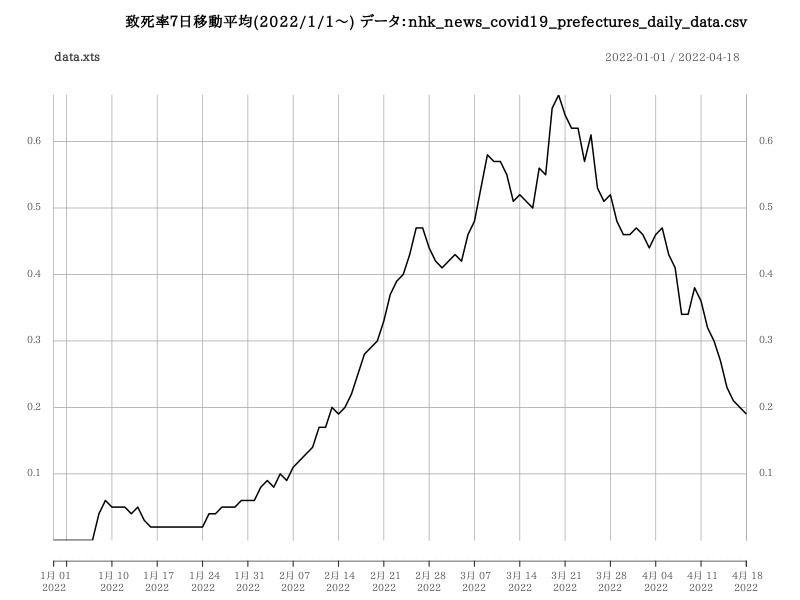 致死率7日移動平均(2022/1/1〜) データ:nhk_news_covid19_prefectures_daily_data.csv
data.xts 2022-01-01 / 2022-04-18
0.6 0.6
0.5 0.5
0.4 0.4
0.3 0.3
0.2 0.2
0.1 0.1
1月 01 1月 10 1月 17 1月 24 1月 31 2月 07 2月 14 2月 21 2月 28 3月 07 3月 14 3月 21 3月 28 4月 04 4月 11 4月 18
2022 2022 2022 2022 2022 2022 2022 2022 2022 2022 2022 2022 2022 2022 2022 2022